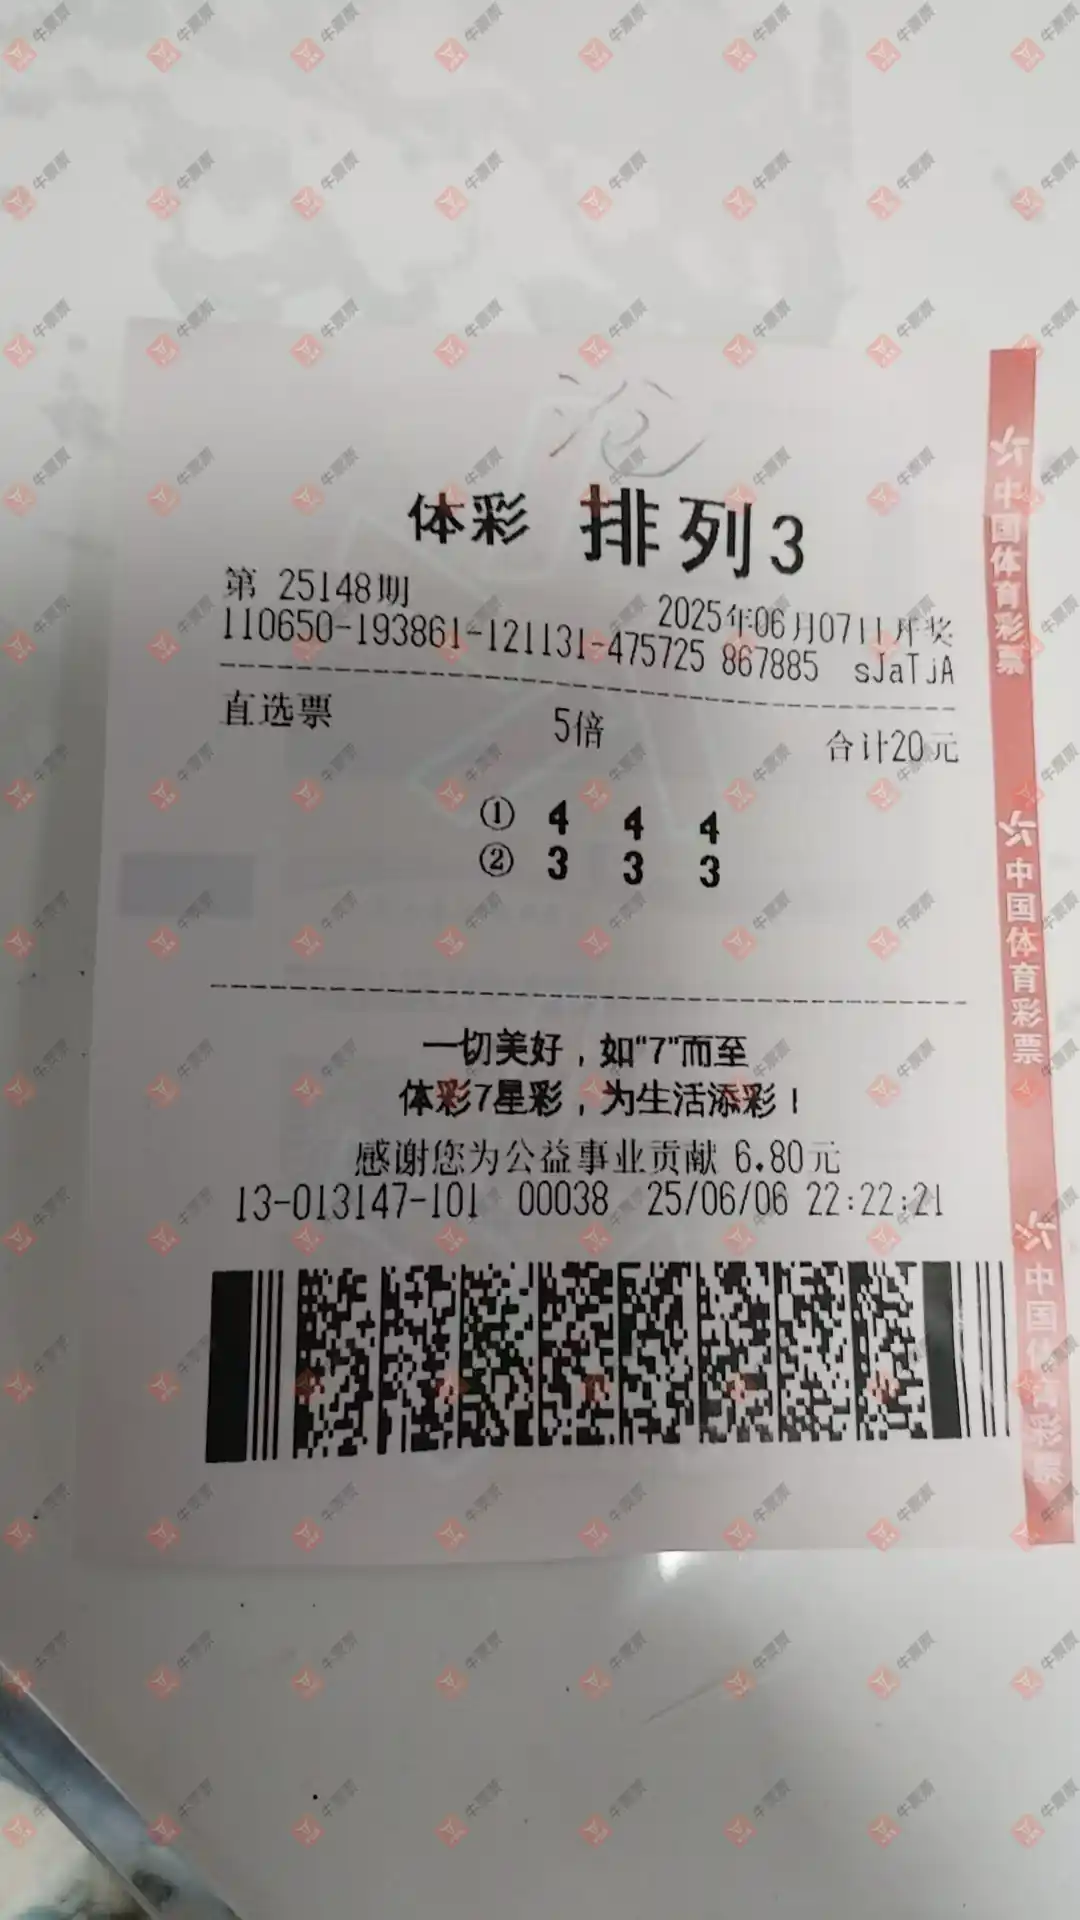 沧
体彩 排列3
第 25148期
2025年06月07日开奖
110650-193861-121131-475725 867885 sJaTjA
直选票 5倍 合计20元
① 4 4 4
② 3 3 3
一切美好，如"7"而至
体彩7星彩，为生活添彩！
感谢您为公益事业贡献 6.80元
13-013147-101 00038 25/06/06 22:22:21
中国体育彩票
中国体育彩票
中国体育彩票
牛票票